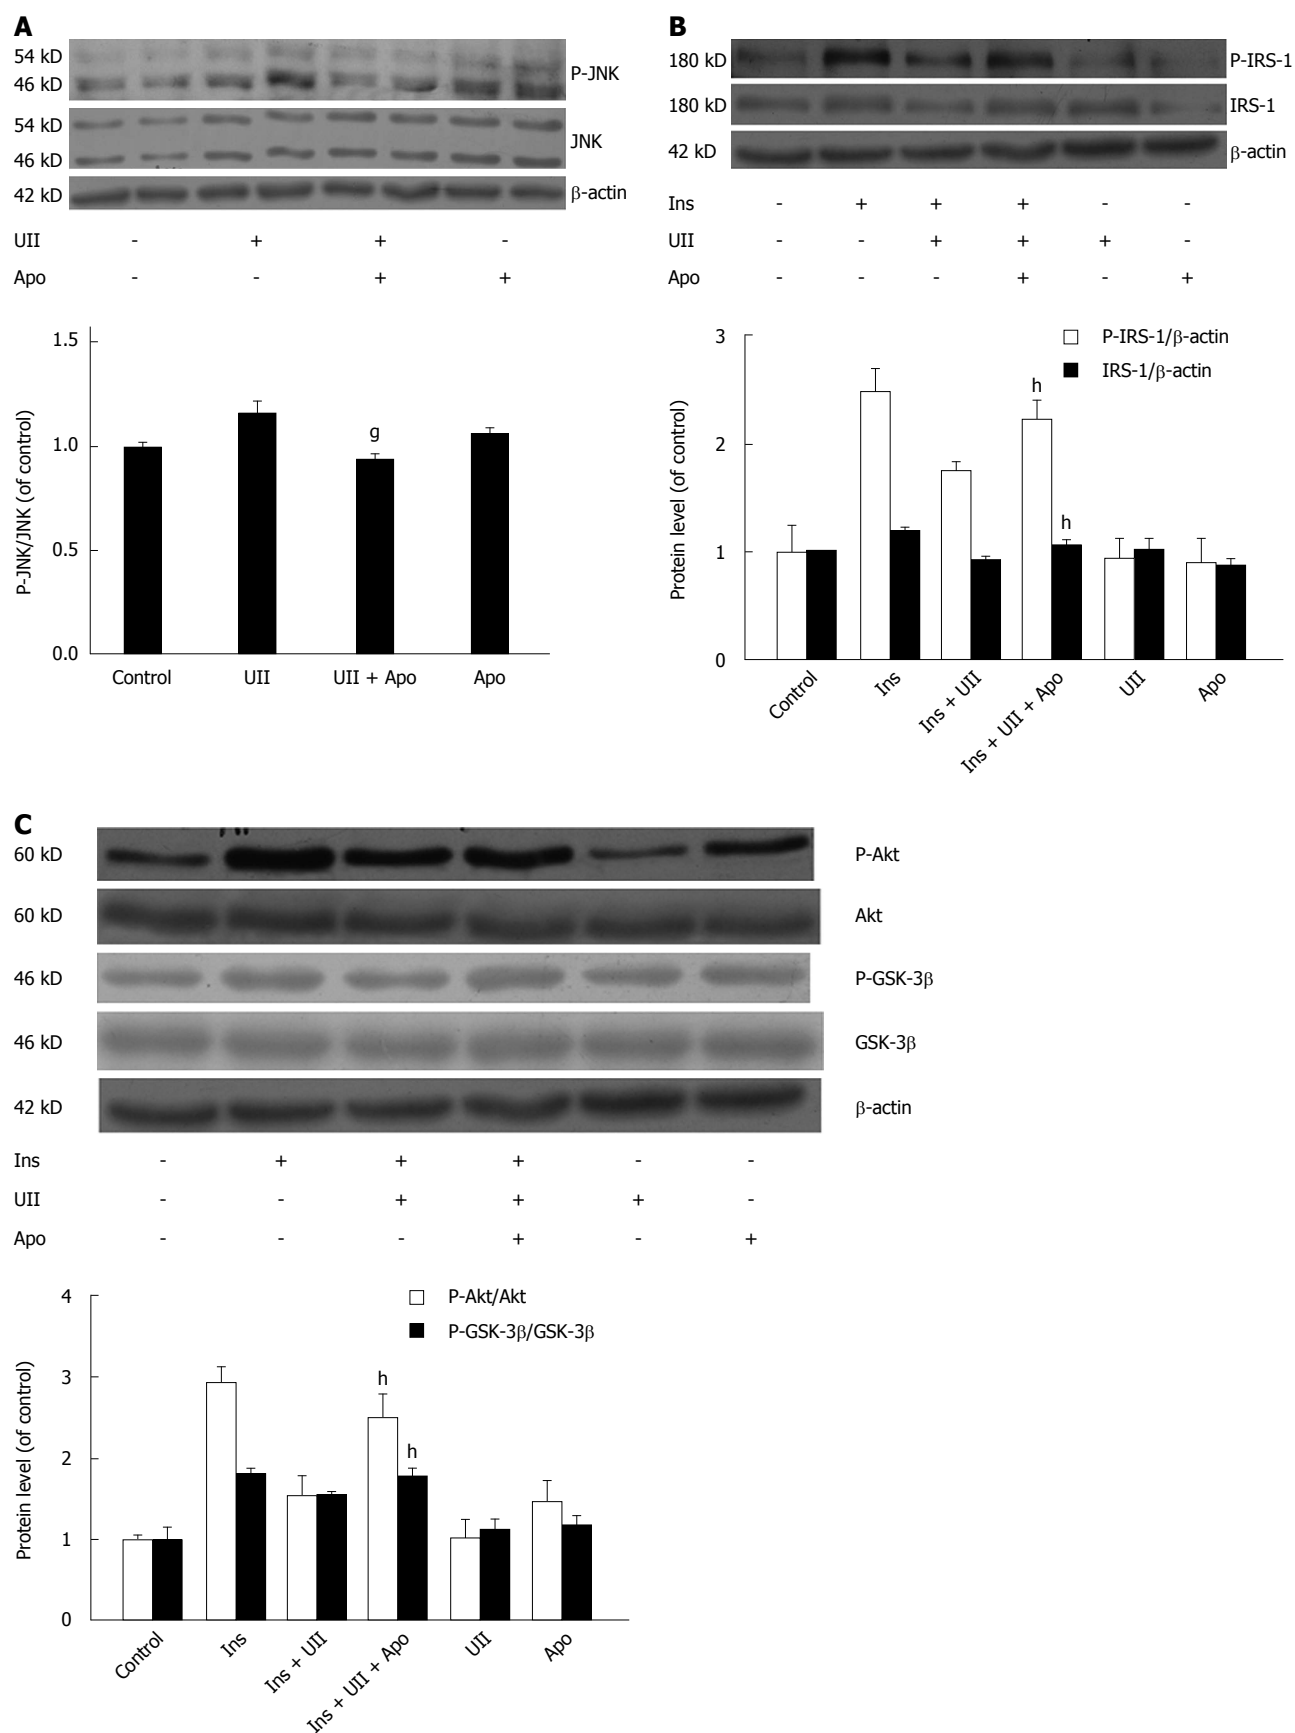 A
54 kD
46 kD
P-JNK
54 kD
46 kD
JNK
42 kD
β-actin
UII - + + -
Apo - - + +
1.5
1.0
0.5
0.0
P-JNK/JNK (of control)
g
Control UII UII + Apo Apo
B
180 kD P-IRS-1
180 kD IRS-1
42 kD β-actin
Ins - + + + - -
UII - - + + + -
Apo - - - + - +
3
2
1
0
Protein level (of control)
P-IRS-1/β-actin
IRS-1/β-actin
h
h
Control Ins Ins + UII Ins + UII + Apo UII Apo
C
60 kD P-Akt
60 kD Akt
46 kD P-GSK-3β
46 kD GSK-3β
42 kD β-actin
Ins - + + + - -
UII - - + + + -
Apo - - - + - +
4
3
2
1
0
Protein level (of control)
P-Akt/Akt
P-GSK-3β/GSK-3β
h
h
Control Ins Ins + UII Ins + UII + Apo UII Apo